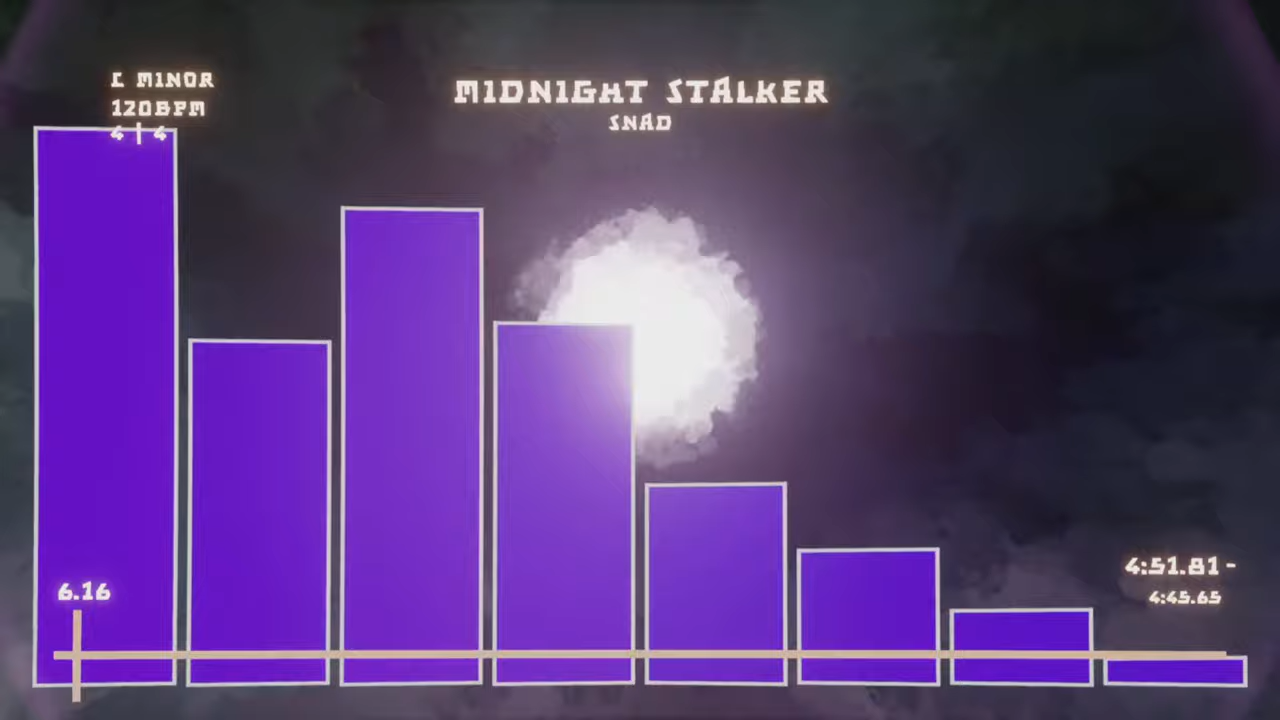 C MINOR
120BPM
4|4
MIDNIGHT STALKER
SNAD
6.16
4:51.81-
4:45.65